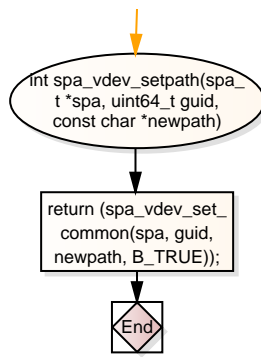 int spa_vdev_setpath(spa_
t *spa, uint64_t guid,
const char *newpath)
return (spa_vdev_set_
common(spa, guid,
newpath, B_TRUE));
End